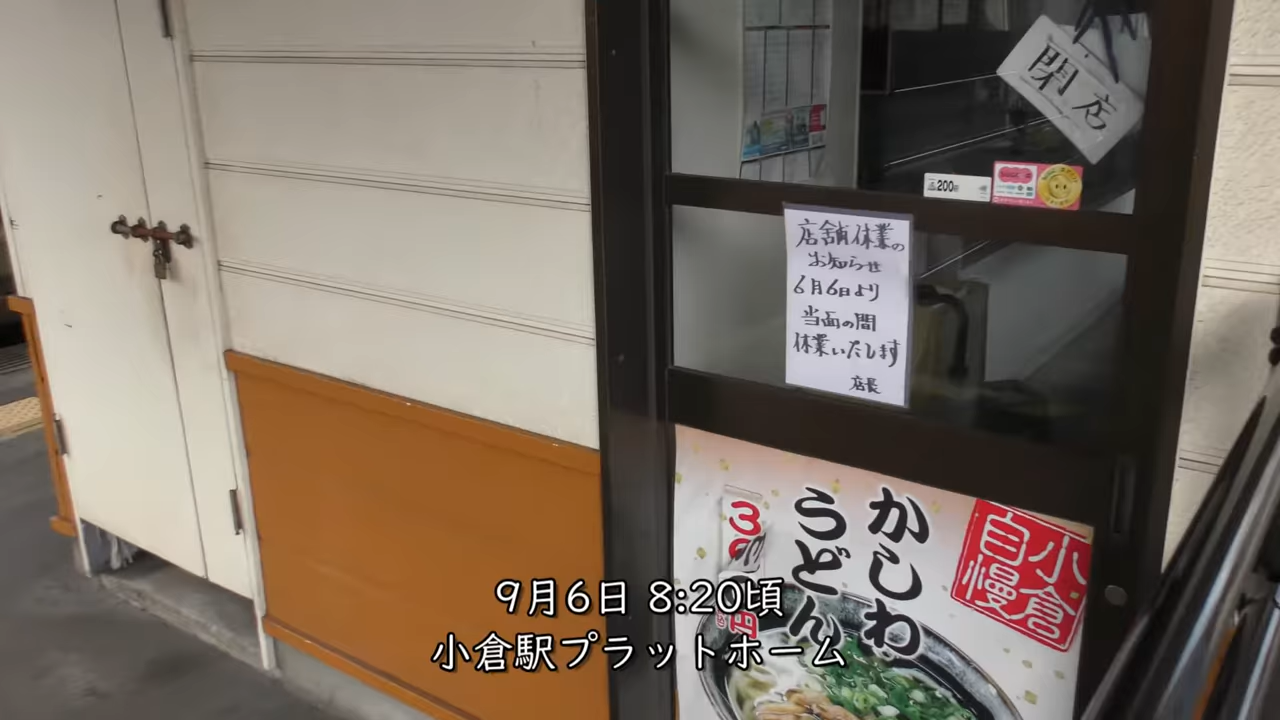 閉店
200
店舗休業の
お知らせ
6月6日より
当面の間
休業いたします
店長
小倉
自慢
かしわ
うどん
9月6日 8:20頃
小倉駅プラットホーム